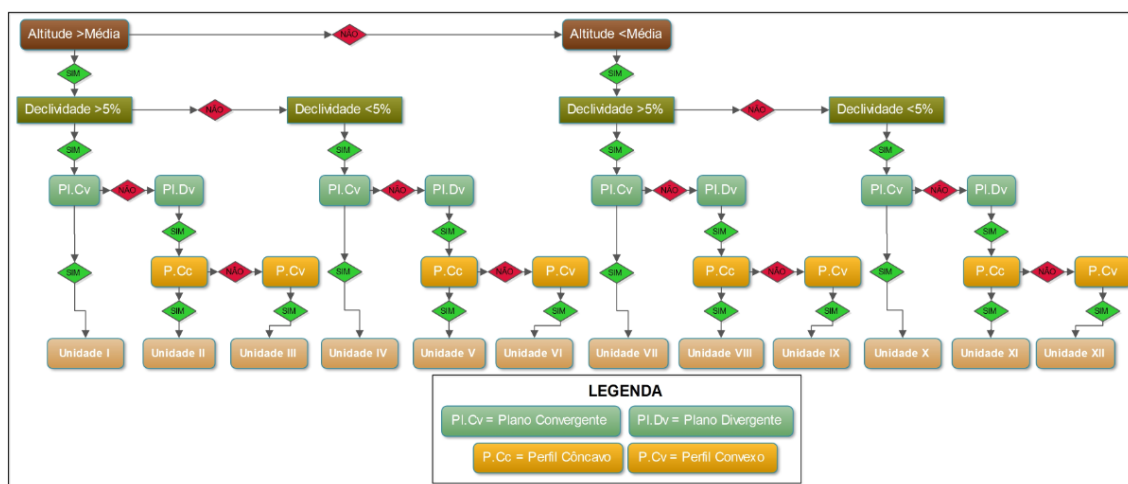 Altitude >Média
NÃO
Altitude <Média
SIM
SIM
Declividade >5%
NÃO
Declividade <5%
Declividade >5%
NÃO
Declividade <5%
SIM
SIM
SIM
SIM
Pl.Cv
NÃO
Pl.Dv
Pl.Cv
NÃO
Pl.Dv
Pl.Cv
NÃO
Pl.Dv
Pl.Cv
NÃO
Pl.Dv
SIM
SIM
SIM
SIM
SIM
P.Cc
NÃO
P.Cv
SIM
P.Cc
NÃO
P.Cv
SIM
P.Cc
NÃO
P.Cv
SIM
P.Cc
NÃO
P.Cv
SIM
SIM
SIM
SIM
SIM
SIM
SIM
SIM
Unidade I
Unidade II
Unidade III
Unidade IV
Unidade V
Unidade VI
Unidade VII
Unidade VIII
Unidade IX
Unidade X
Unidade XI
Unidade XII
LEGENDA
Pl.Cv = Plano Convergente
Pl.Dv = Plano Divergente
P.Cc = Perfil Côncavo
P.Cv = Perfil Convexo